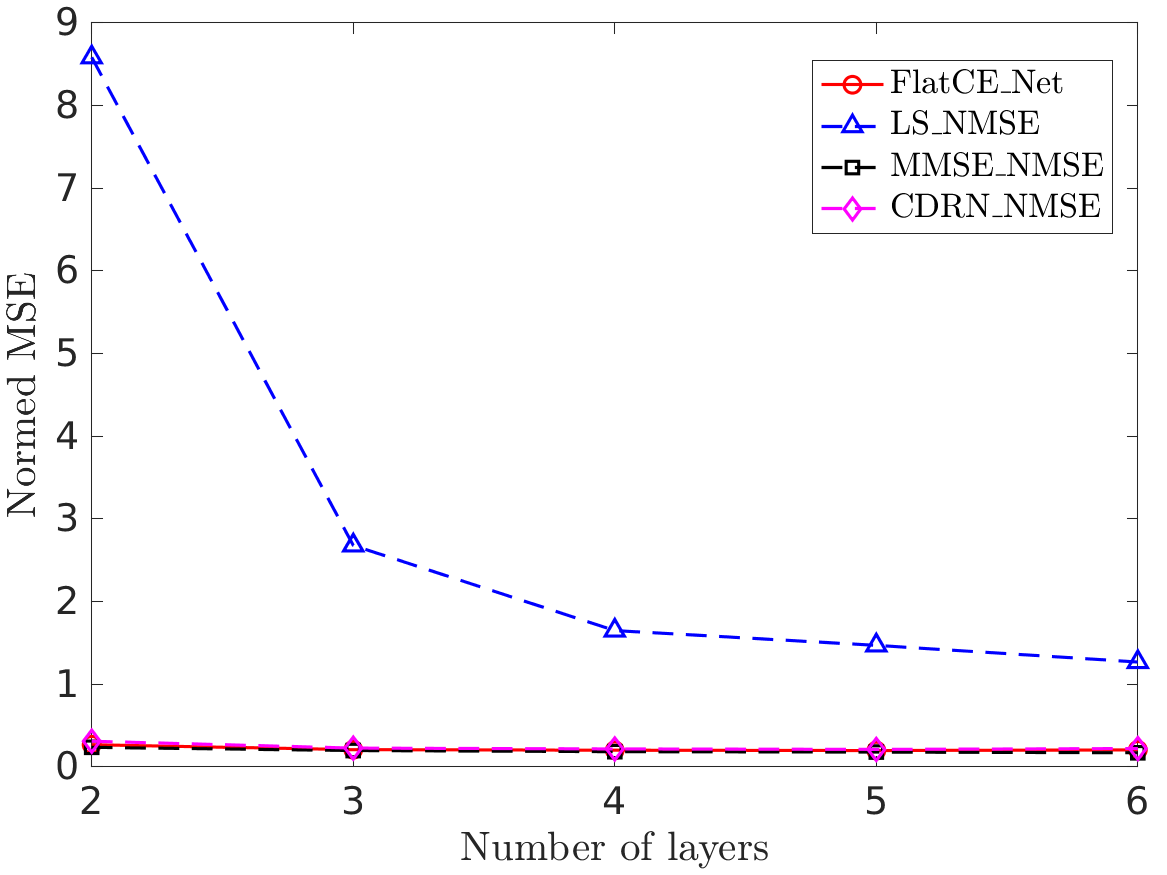 9
8
7
6
5
4
3
2
1
0
Normed MSE
FlatCE_Net
LS_NMSE
MMSE_NMSE
CDRN_NMSE
2 3 4 5 6
Number of layers